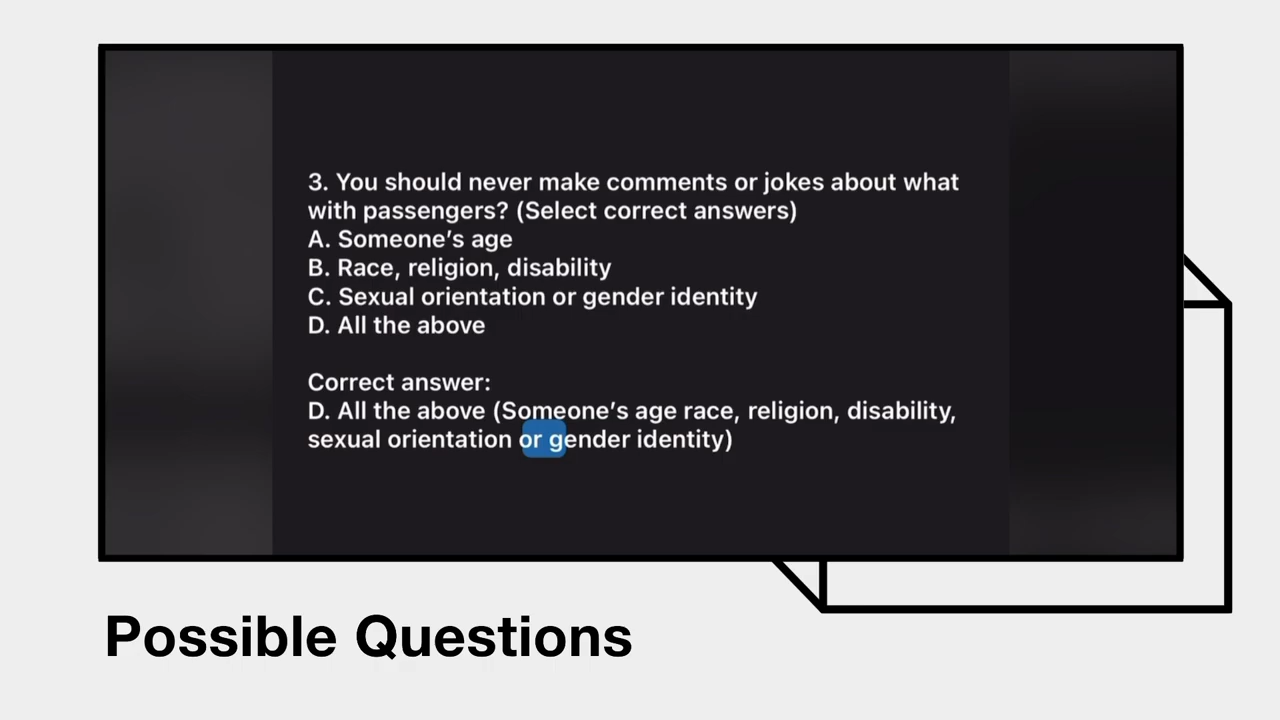 3. You should never make comments or jokes about what
with passengers? (Select correct answers)
A. Someone’s age
B. Race, religion, disability
C. Sexual orientation or gender identity
D. All the above
Correct answer:
D. All the above (Someone’s age race, religion, disability,
sexual orientation or gender identity)
Possible Questions